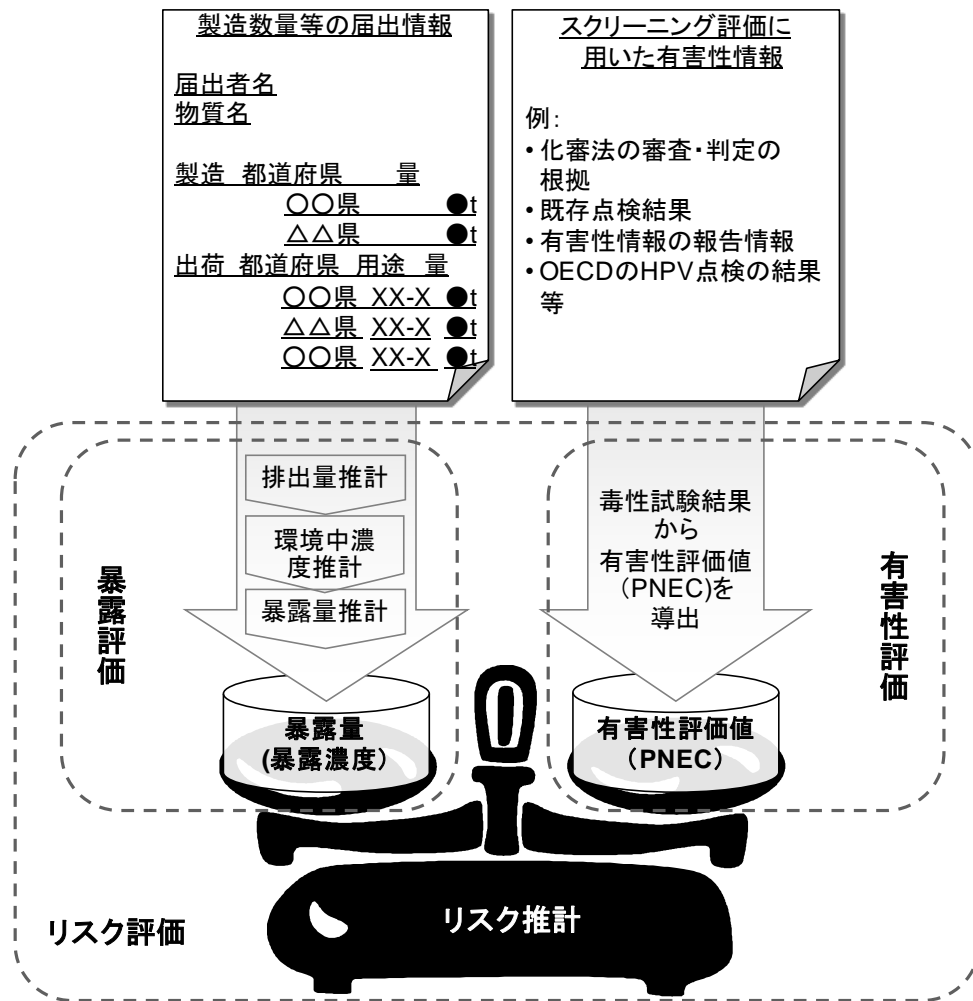 製造数量等の届出情報
届出者名
物質名
製造 都道府県 量
〇〇県 ●t
△△県 ●t
出荷 都道府県 用途 量
〇〇県 XX-X ●t
△△県 XX-X ●t
〇〇県 XX-X ●t
スクリーニング評価に
用いた有害性情報
例：
• 化審法の審査・判定の
根拠
• 既存点検結果
• 有害性情報の報告情報
• OECDのHPV点検の結果
等
排出量推計
環境中濃
度推計
暴露量推計
毒性試験結果
から
有害性評価値
（PNEC)を
導出
暴露評価
有害性評価
暴露量
(暴露濃度）
有害性評価値
（PNEC）
リスク推計
リスク評価